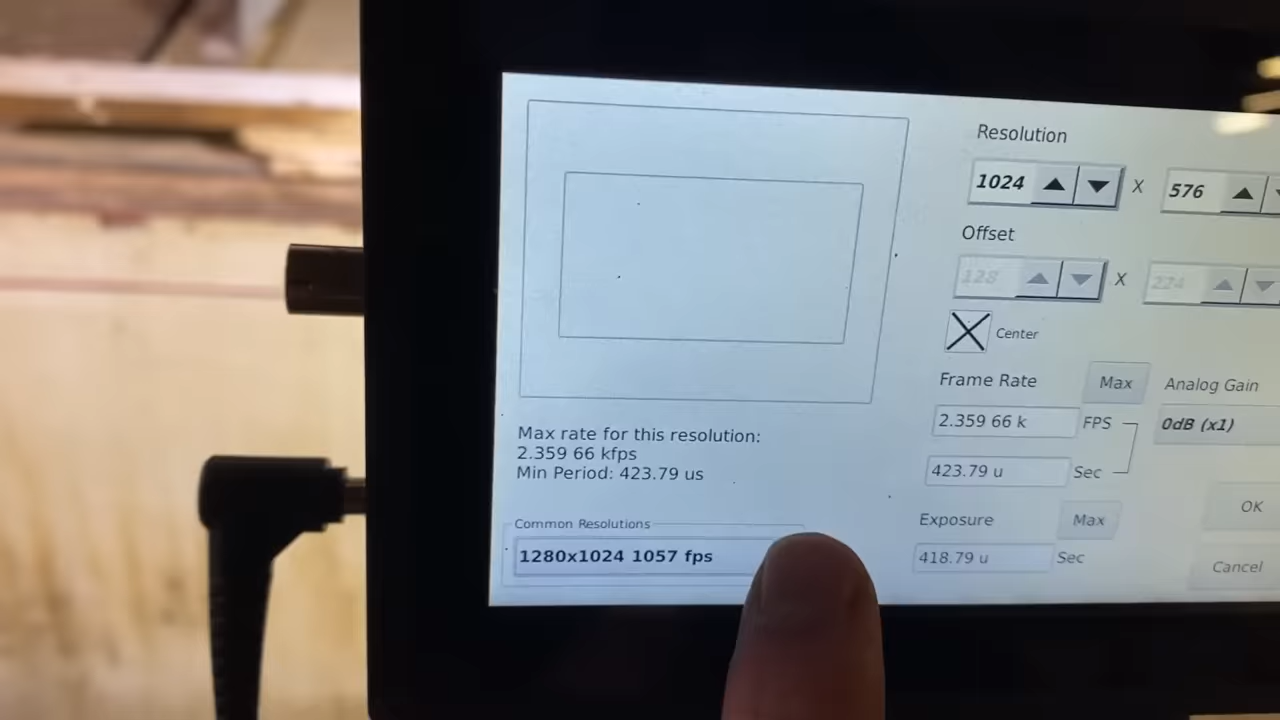 Resolution
1024 X 576
Offset
128 X 224
Center
Frame Rate Max Analog Gain
2.359 66 k FPS 0dB (x1)
423.79 u Sec
Max rate for this resolution:
2.359 66 kfps
Min Period: 423.79 us
OK
Exposure Max
Common Resolutions
1280x1024 1057 fps
418.79 u Sec
Cancel